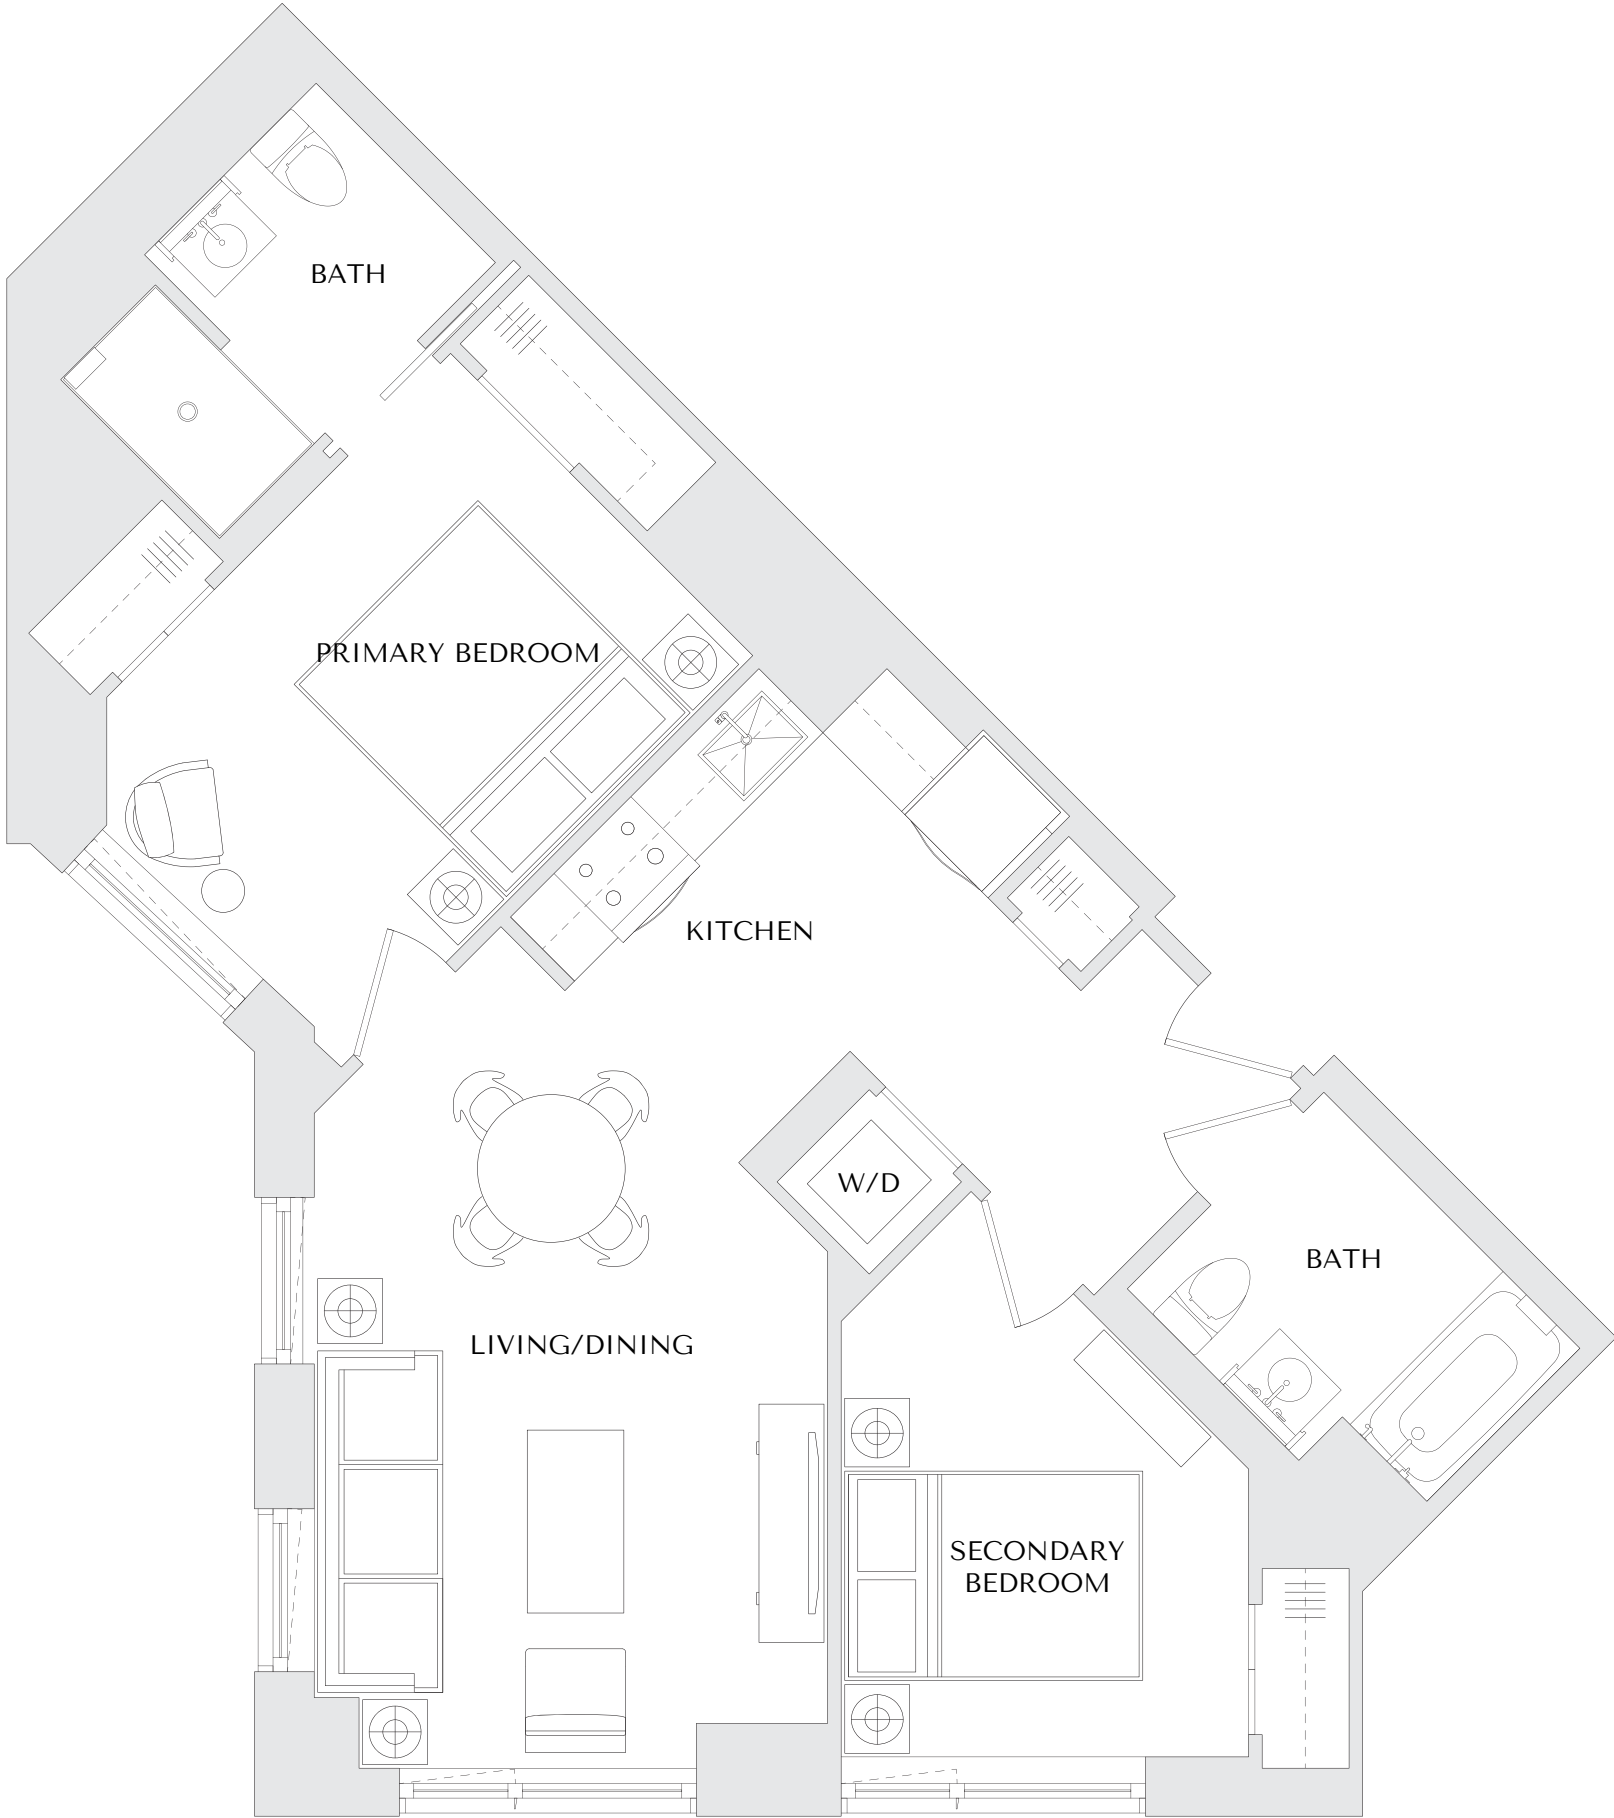 BATH
PRIMARY BEDROOM
KITCHEN
W/D
BATH
LIVING/DINING
SECONDARY
BEDROOM